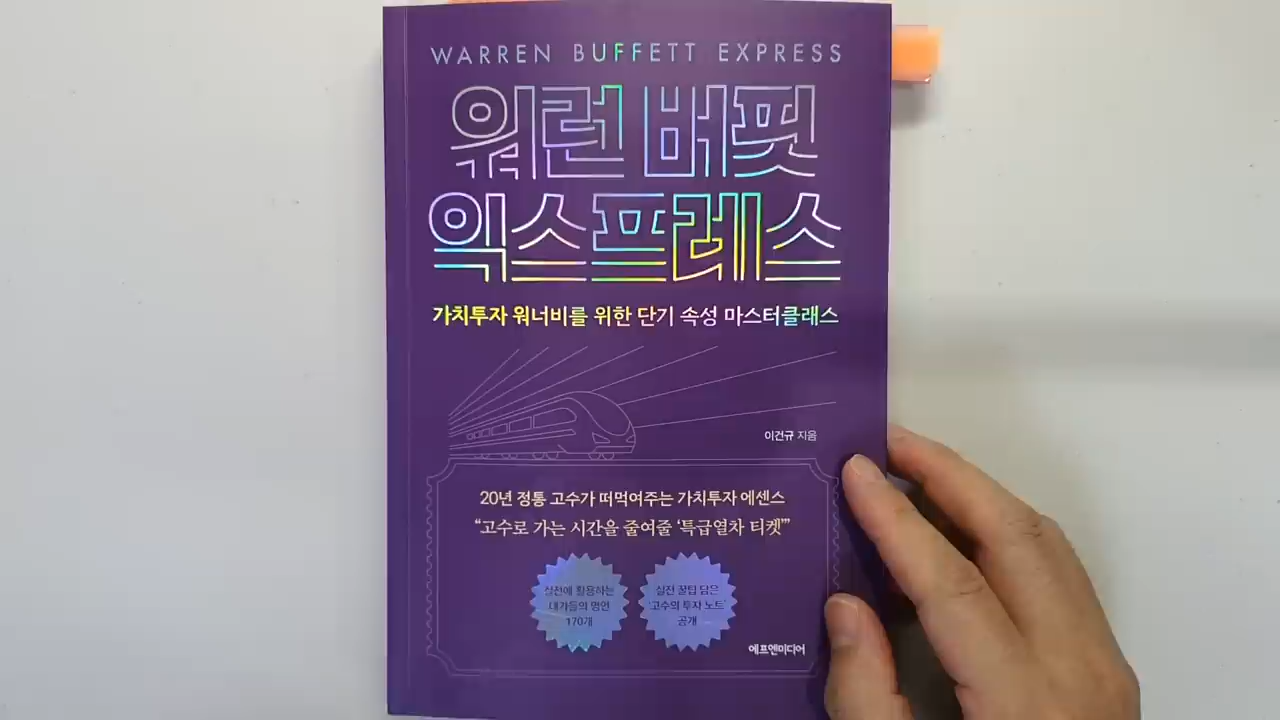 WARREN BUFFETT EXPRESS
워런 버핏
익스프레스
가치투자 워너비를 위한 단기 속성 마스터클래스
이건규 지음
20년 정통 고수가 떠먹여주는 가치투자 에센스
“고수로 가는 시간을 줄여줄 ‘특급열차 티켓’”
실전에 활용하는
대가들의 명언
170개
실전 꿀팁 담은
‘고수의 투자 노트’
공개
에프엔미디어